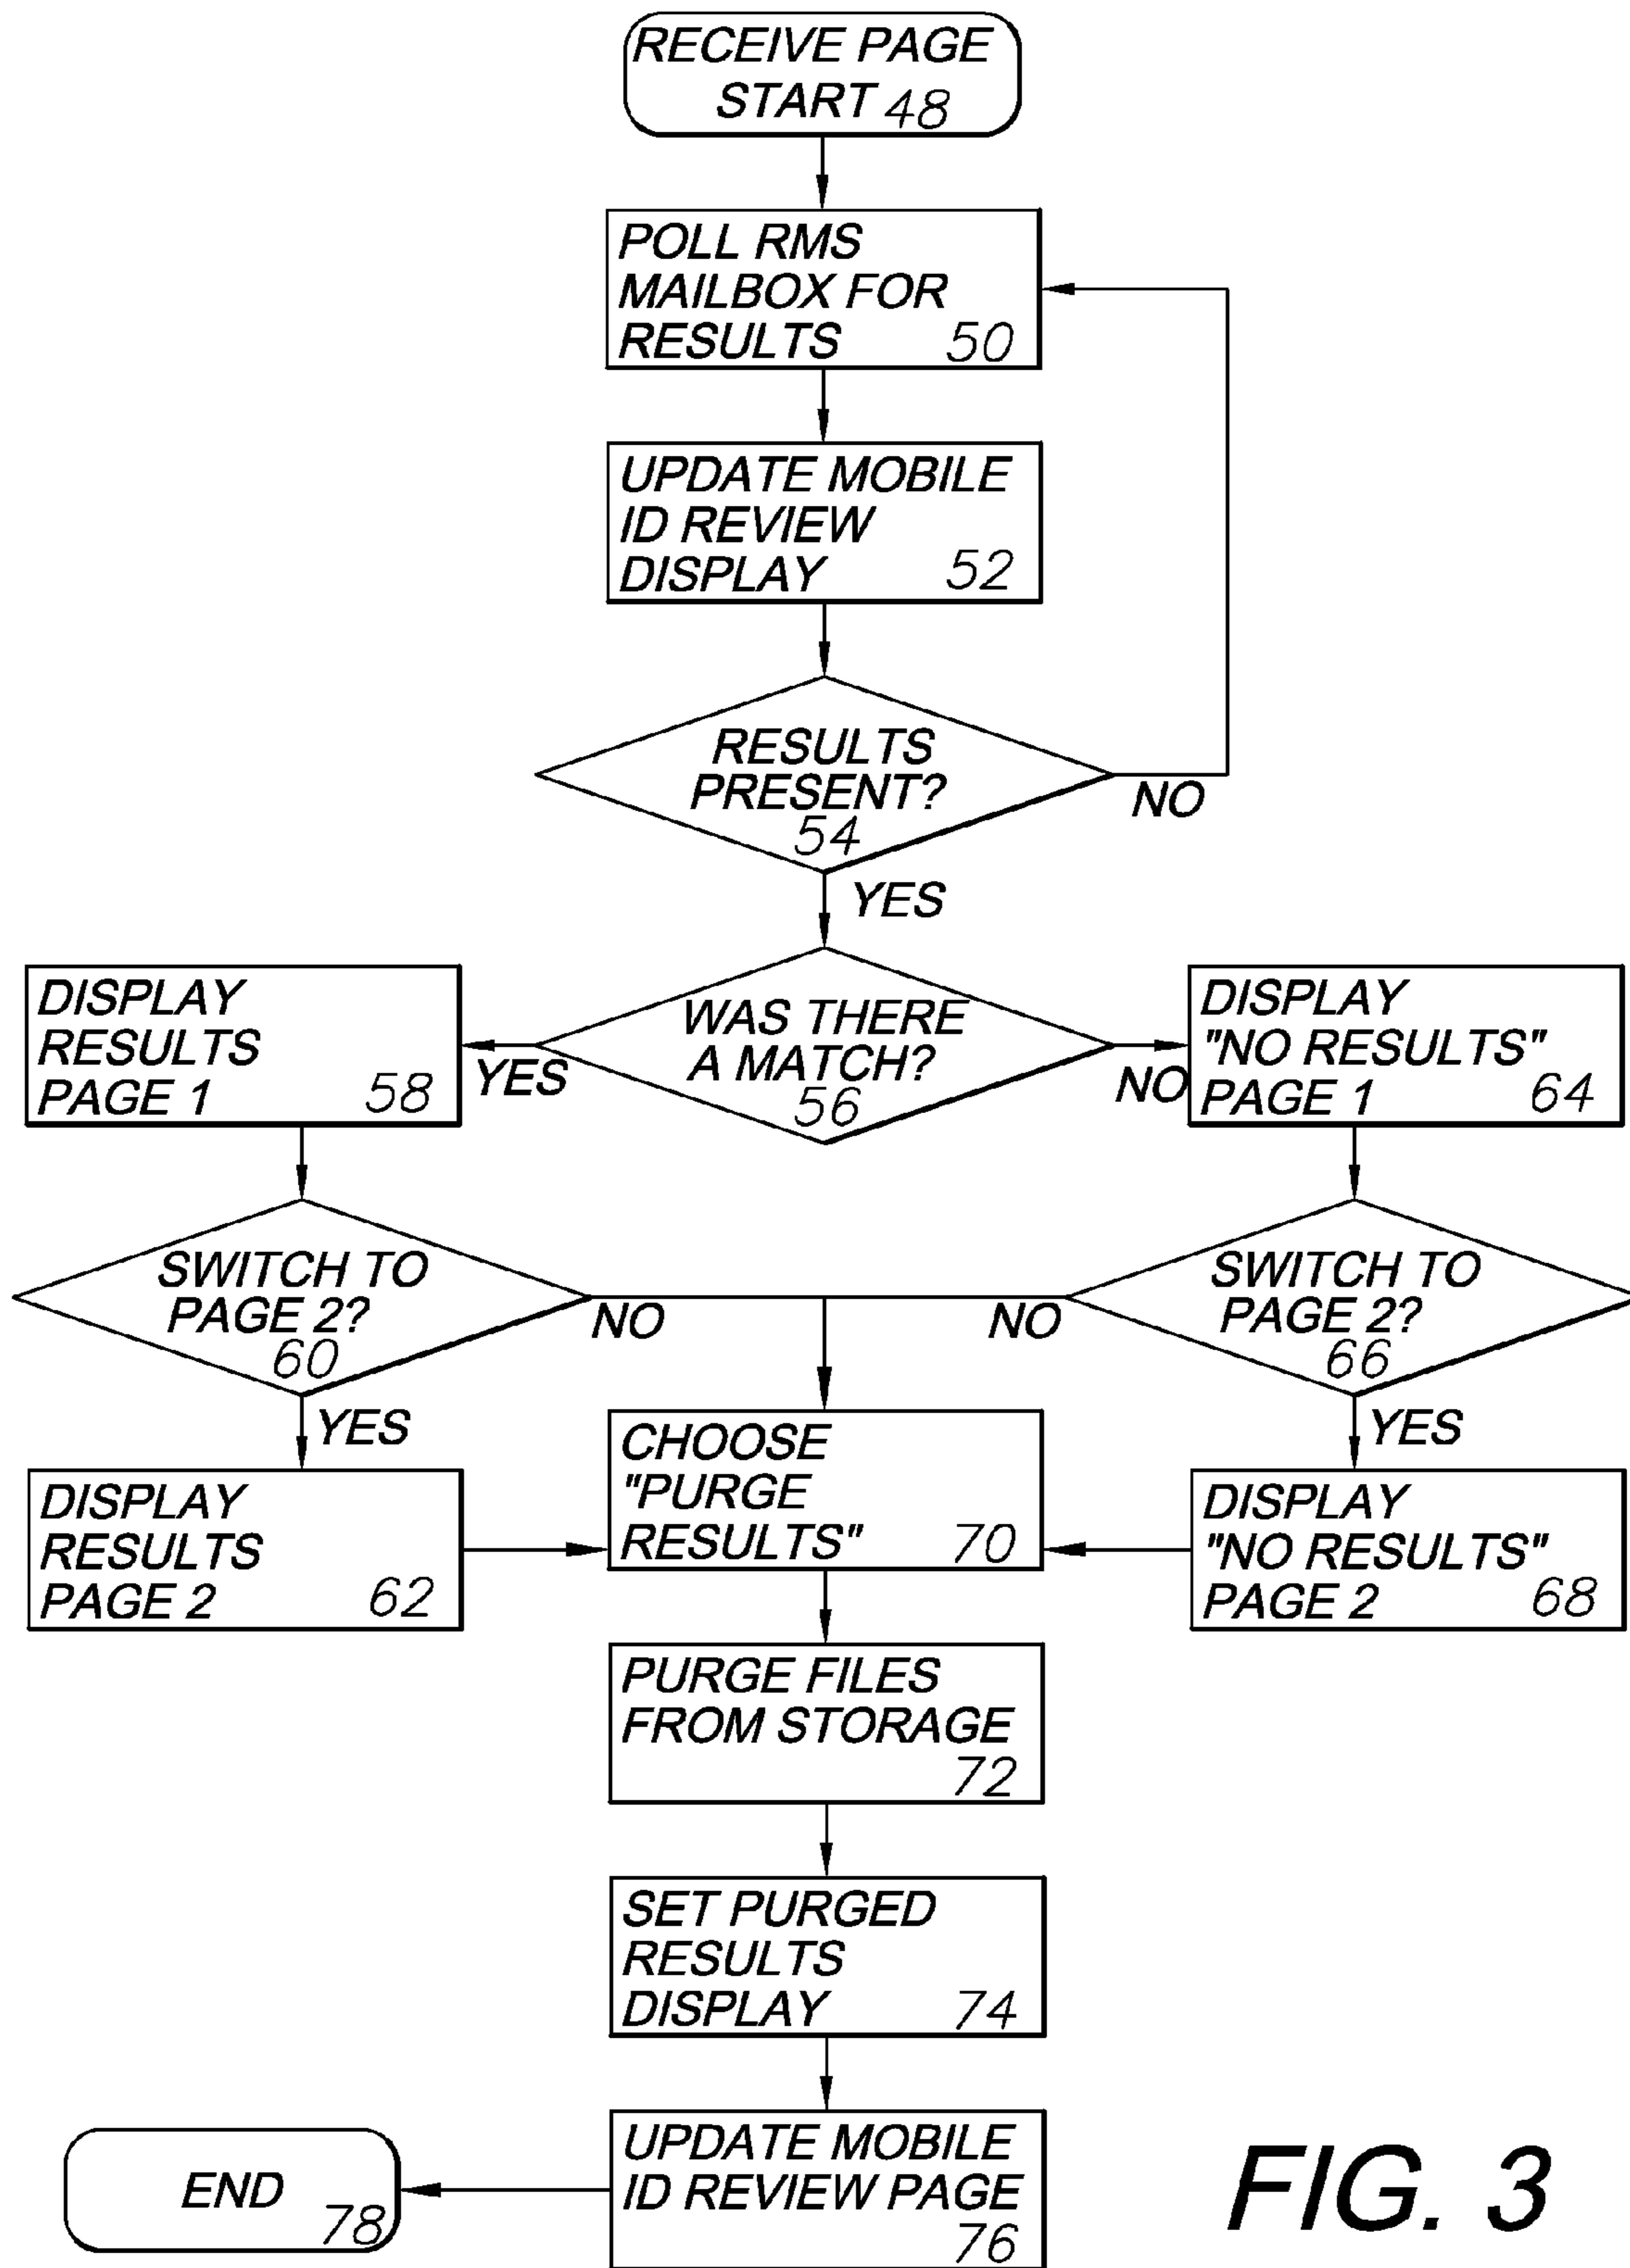 RECEIVE PAGE
START 48
POLL RMS
MAILBOX FOR
RESULTS 50
UPDATE MOBILE
ID REVIEW
DISPLAY 52
RESULTS
PRESENT?
54
NO
YES
DISPLAY
RESULTS
PAGE 1 58
YES
WAS THERE
A MATCH?
56
NO
DISPLAY
"NO RESULTS"
PAGE 1 64
SWITCH TO
PAGE 2?
60
NO
YES
SWITCH TO
PAGE 2?
66
NO
YES
DISPLAY
RESULTS
PAGE 2 62
CHOOSE
"PURGE
RESULTS" 70
DISPLAY
"NO RESULTS"
PAGE 2 68
PURGE FILES
FROM STORAGE
72
SET PURGED
RESULTS
DISPLAY 74
UPDATE MOBILE
ID REVIEW PAGE
76
END
78
FIG. 3